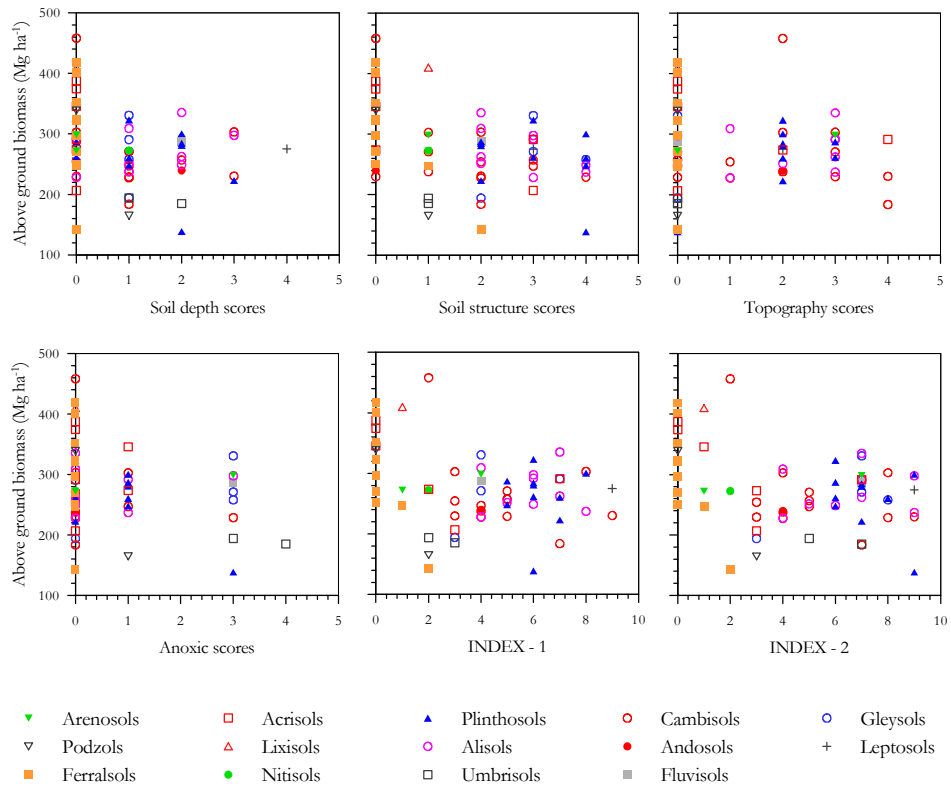 500
400
300
200
100
Above ground biomass (Mg ha-1)
0 1 2 3 4 5
Soil depth scores
0 1 2 3 4 5
Soil structure scores
0 1 2 3 4 5
Topography scores
500
400
300
200
100
Above ground biomass (Mg ha-1)
0 1 2 3 4 5
Anoxic scores
0 2 4 6 8 10
INDEX - 1
0 2 4 6 8 10
INDEX - 2
Arenosols Acrisols Plinthosols Cambisols Gleysols
Podzols Lixisols Alisols Andosols Leptosols
Ferralsols Nitisols Umbrisols Fluvisols